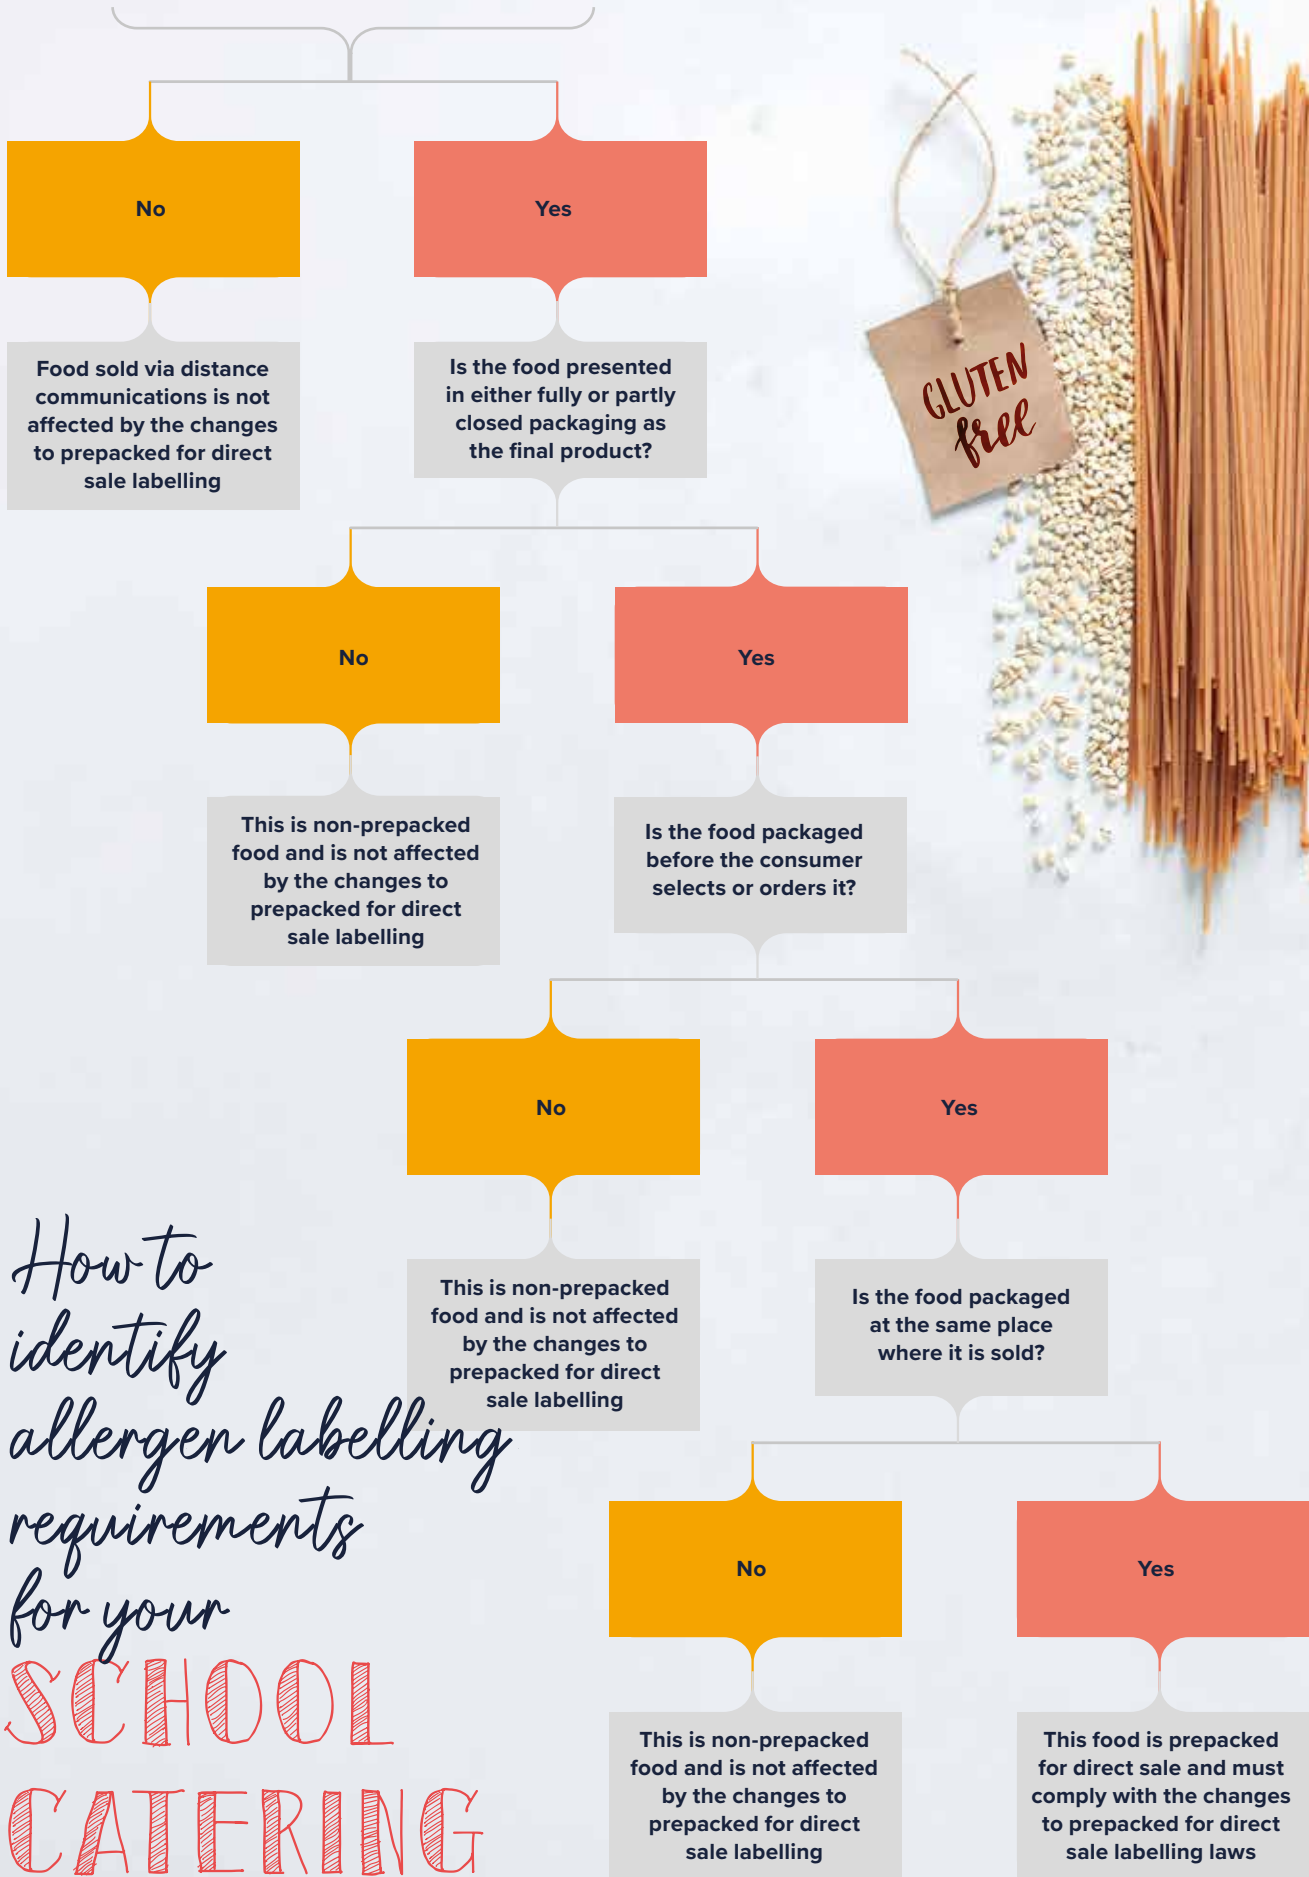 No
Yes
Food sold via distance
communications is not
affected by the changes
to prepacked for direct
sale labelling
Is the food presented
in either fully or partly
closed packaging as
the final product?
GLUTEN
free
No
Yes
This is non-prepacked
food and is not affected
by the changes to
prepacked for direct
sale labelling
Is the food packaged
before the consumer
selects or orders it?
No
Yes
This is non-prepacked
food and is not affected
by the changes to
prepacked for direct
sale labelling
Is the food packaged
at the same place
where it is sold?
How to
identify
allergen labelling
requirements
for your
SCHOOL
CATERING
No
Yes
This is non-prepacked
food and is not affected
by the changes to
prepacked for direct
sale labelling
This food is prepacked
for direct sale and must
comply with the changes
to prepacked for direct
sale labelling laws